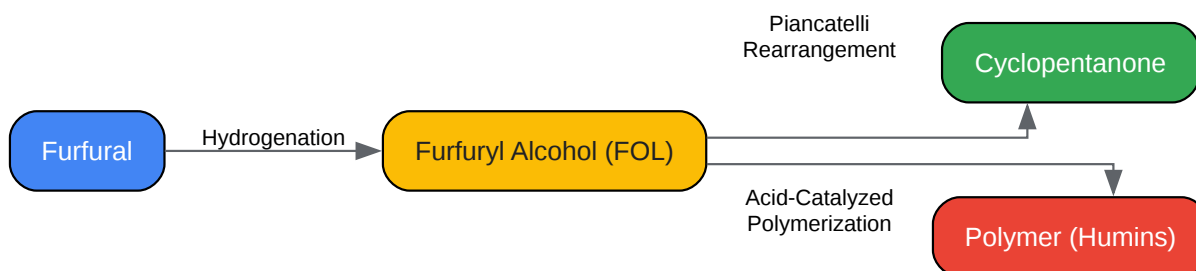 Piancatelli
Rearrangement
Cyclopentanone
Furfural
Hydrogenation
Furfuryl Alcohol (FOL)
Acid-Catalyzed
Polymerization
Polymer (Humins)